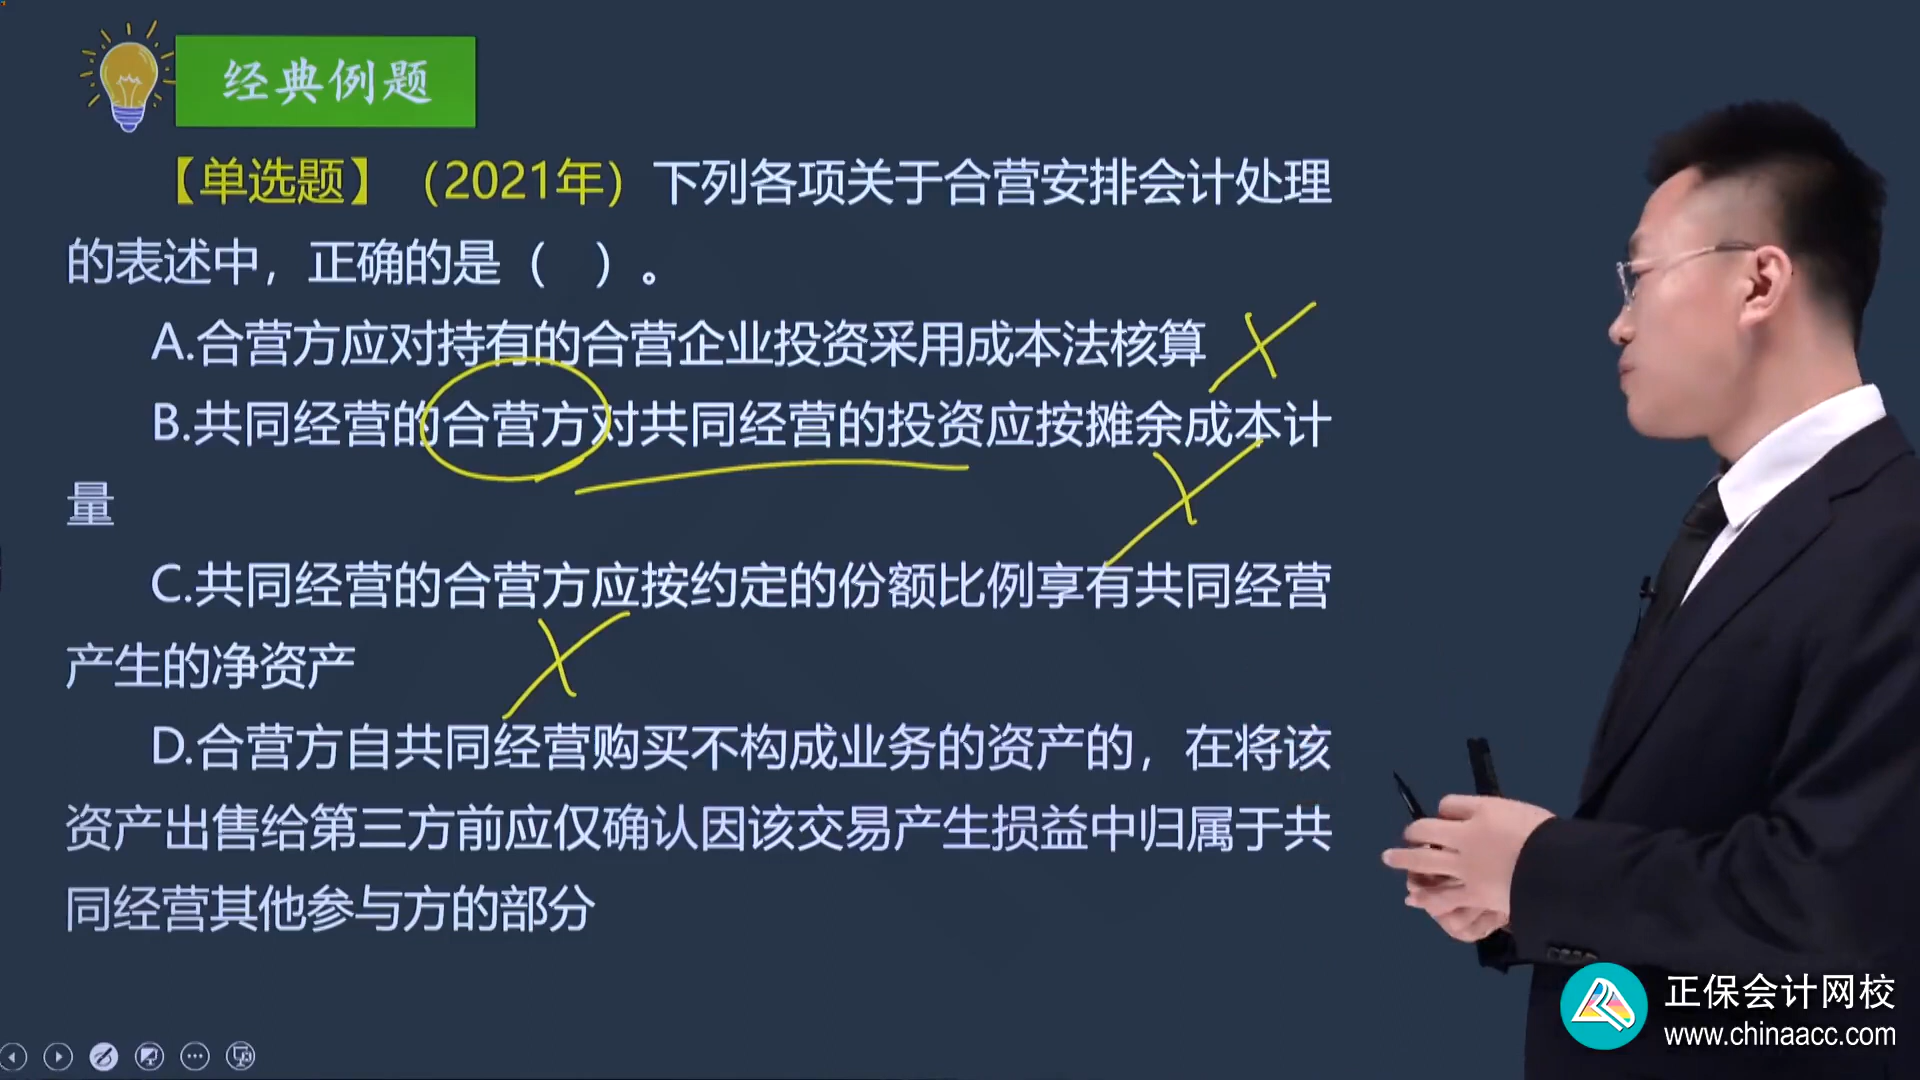 经典例题
【单选题】（2021年）下列各项关于合营安排会计处理
的表述中，正确的是（ ）。
A.合营方应对持有的合营企业投资采用成本法核算
B.共同经营的合营方对共同经营的投资应按摊余成本计
量
C.共同经营的合营方应按约定的份额比例享有共同经营
产生的净资产
D.合营方自共同经营购买不构成业务的资产的，在将该
资产出售给第三方前应仅确认因该交易产生损益中归属于共
同经营其他参与方的部分
正保会计网校
www.chinaacc.com